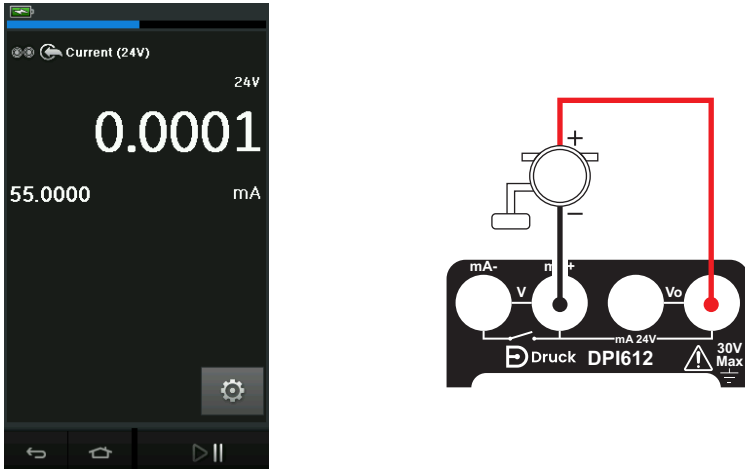 Current (24V)
24V
0.0001
55.0000 mA
+
−
mA- +
V Vo
mA 24V
Druck DPI612 30V
Max